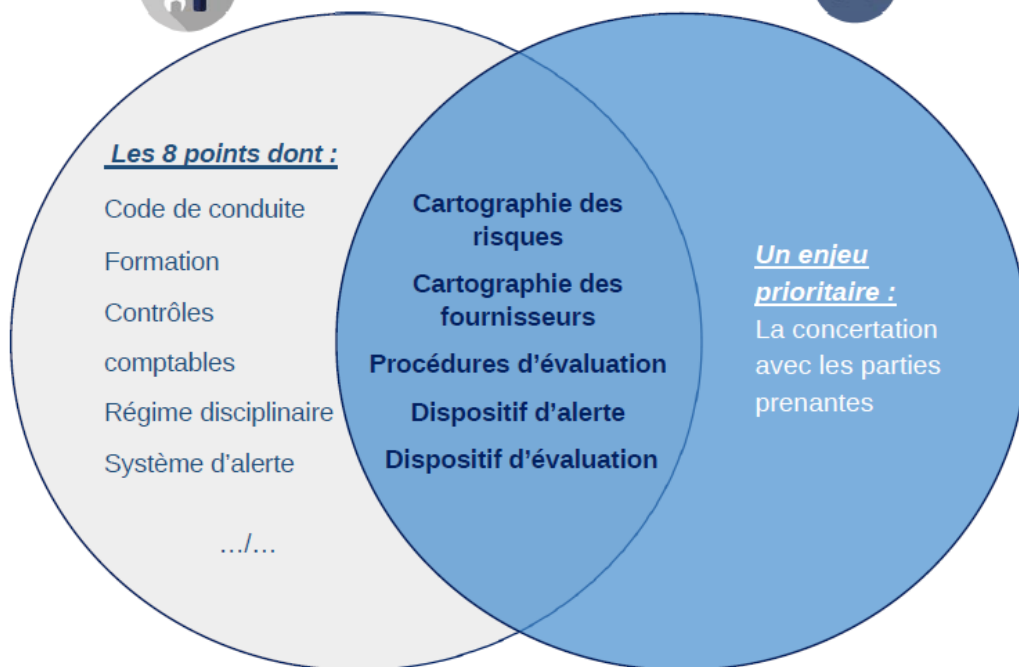 Les 8 points dont :
Code de conduite
Formation
Contrôles
comptables
Régime disciplinaire
Système d’alerte
…/…
Cartographie des
risques
Cartographie des
fournisseurs
Procédures d’évaluation
Dispositif d’alerte
Dispositif d’évaluation
Un enjeu
prioritaire :
La concertation
avec les parties
prenantes